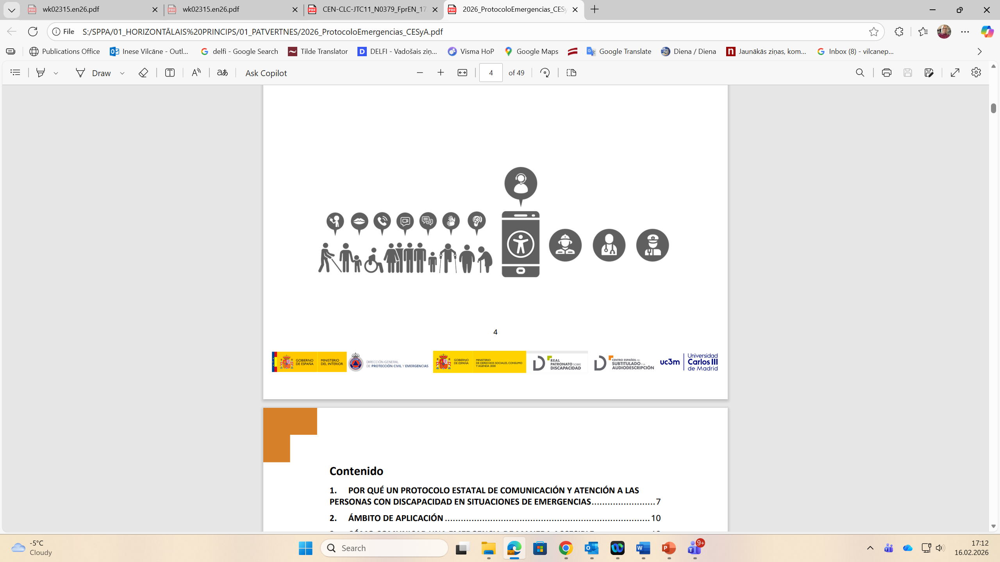 wk02315.en26.pdf
wk02315.en26.pdf
CEN-CLC-JTC11_N0379_FprEN_17
2026_ProtocoloEmergencias_CESy
File S:/SPPA/01_HORIZONTĀLAIS%20PRINCIPS/01_PATVERTNES/2026_ProtocoloEmergencias_CESyA.pdf
Publications Office
Inese Vilcāne - Outl...
delfi - Google Search
Tilde Translator
DELFI - Vadošais ziņ...
Visma HoP
Google Maps
Google Translate
Diena / Diena
Jaunākās ziņas, kom...
Inbox (8) - vilcanep...
Draw
Ask Copilot
4 of 49
4
GOBIERNO
DE ESPAÑA
MINISTERIO
DEL INTERIOR
DIRECCIÓN GENERAL
DE PROTECCIÓN CIVIL Y EMERGENCIAS
GOBIERNO
DE ESPAÑA
MINISTERIO
DE DERECHOS SOCIALES, CONSUMO
Y AGENDA 2030
REAL
PATRONATO SOBRE
DISCAPACIDAD
CENTRO ESPAÑOL DEL
SUBTITULADO Y LA
AUDIODESCRIPCIÓN
uc3m
Universidad
Carlos III
de Madrid
Contenido
1. POR QUÉ UN PROTOCOLO ESTATAL DE COMUNICACIÓN Y ATENCIÓN A LAS
PERSONAS CON DISCAPACIDAD EN SITUACIONES DE EMERGENCIAS........................7
2. ÁMBITO DE APLICACIÓN..............................................................................10
-5°C
Cloudy
Search
9+
17:12
16.02.2026